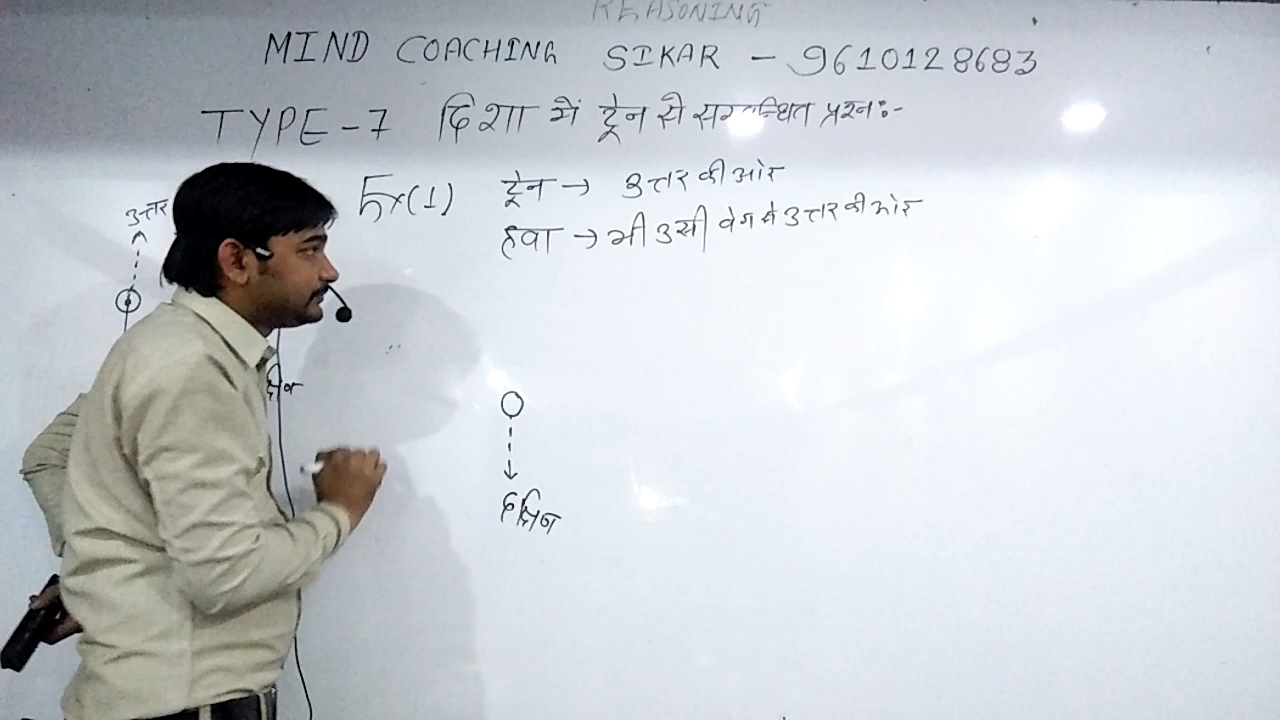 REASONING
MIND COACHING SIKAR - 9610128683
TYPE-7 दिशा में ट्रेन से सम्बन्धित प्रश्न:-
Ex(1) ट्रेन → उत्तर की ओर
हवा → भी उसी वेग से उत्तर की ओर
उत्तर
दक्षिण